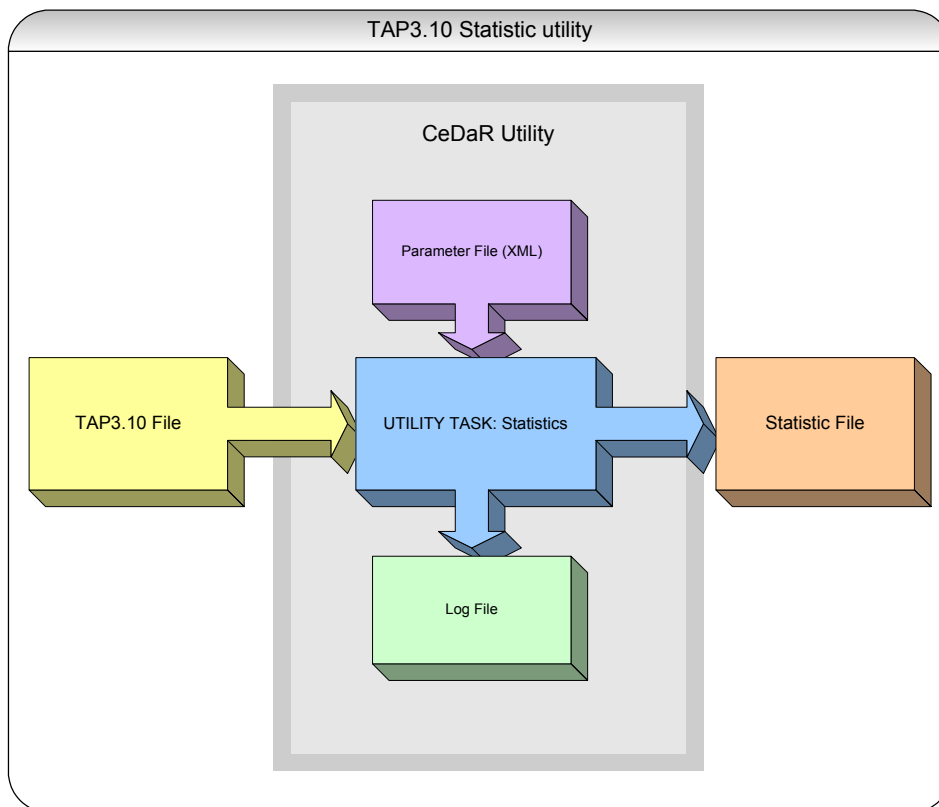 TAP3.10 Statistic utility
CeDaR Utility
Parameter File (XML)
TAP3.10 File
UTILITY TASK: Statistics
Statistic File
Log File